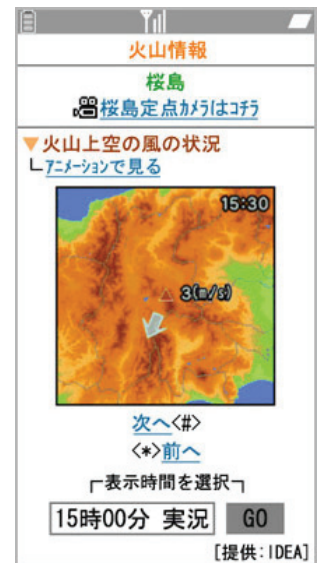 火山情報
桜島
桜島定点ｶﾒﾗはｺﾁﾗ
▼火山上空の風の状況
└ｱﾆﾒｰｼｮﾝで見る
15:30
3(m/s)
次へ<#>
<*>前へ
┌表示時間を選択┐
15時00分 実況 GO
[提供:IDEA]